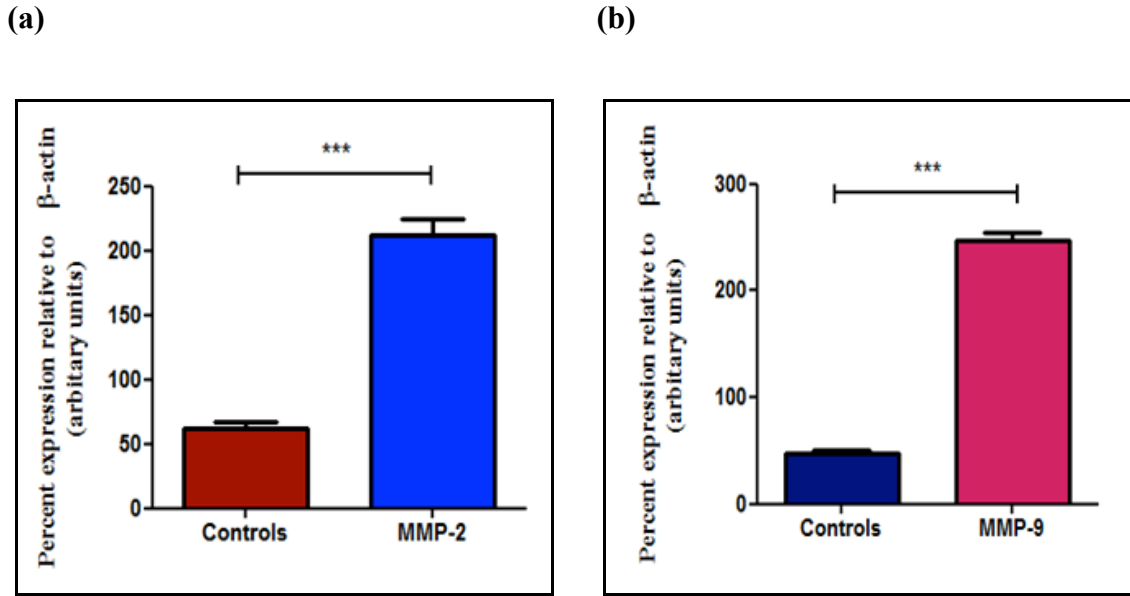 (a)
(b)
Percent expression relative to β-actin
(arbitary units)
***
250
200
150
100
50
0
Controls
MMP-2
Percent expression relative to β-actin
(arbitary units)
***
300
200
100
0
Controls
MMP-9